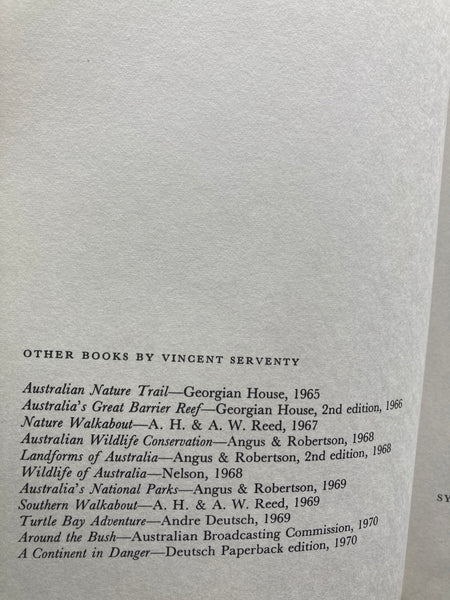 OTHER BOOKS BY VINCENT SERVENTY
Australian Nature Trail—Georgian House, 1965
Australia's Great Barrier Reef—Georgian House, 2nd edition, 1966
Nature Walkabout—A. H. & A. W. Reed, 1967
Australian Wildlife Conservation—Angus & Robertson, 1968
Landforms of Australia—Angus & Robertson, 2nd edition, 1968
Wildlife of Australia—Nelson, 1968
Australia's National Parks—Angus & Robertson, 1969
Southern Walkabout—A. H. & A. W. Reed, 1969
Turtle Bay Adventure—Andre Deutsch, 1969
Around the Bush—Australian Broadcasting Commission, 1970
A Continent in Danger—Deutsch Paperback edition, 1970
SY